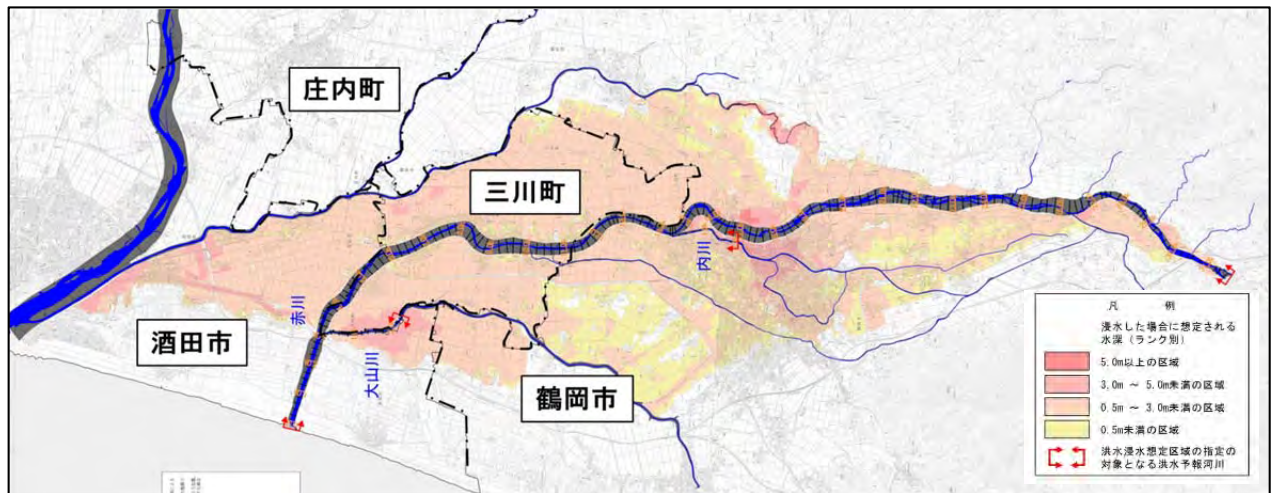 庄内町
三川町
内川
赤川
酒田市
大山川
鶴岡市
凡 例
浸水した場合に想定される
水深（ランク別）
5.0m以上の区域
3.0m ～ 5.0m未満の区域
0.5m ～ 3.0m未満の区域
0.5m未満の区域
洪水浸水想定区域の指定の
対象となる洪水予報河川